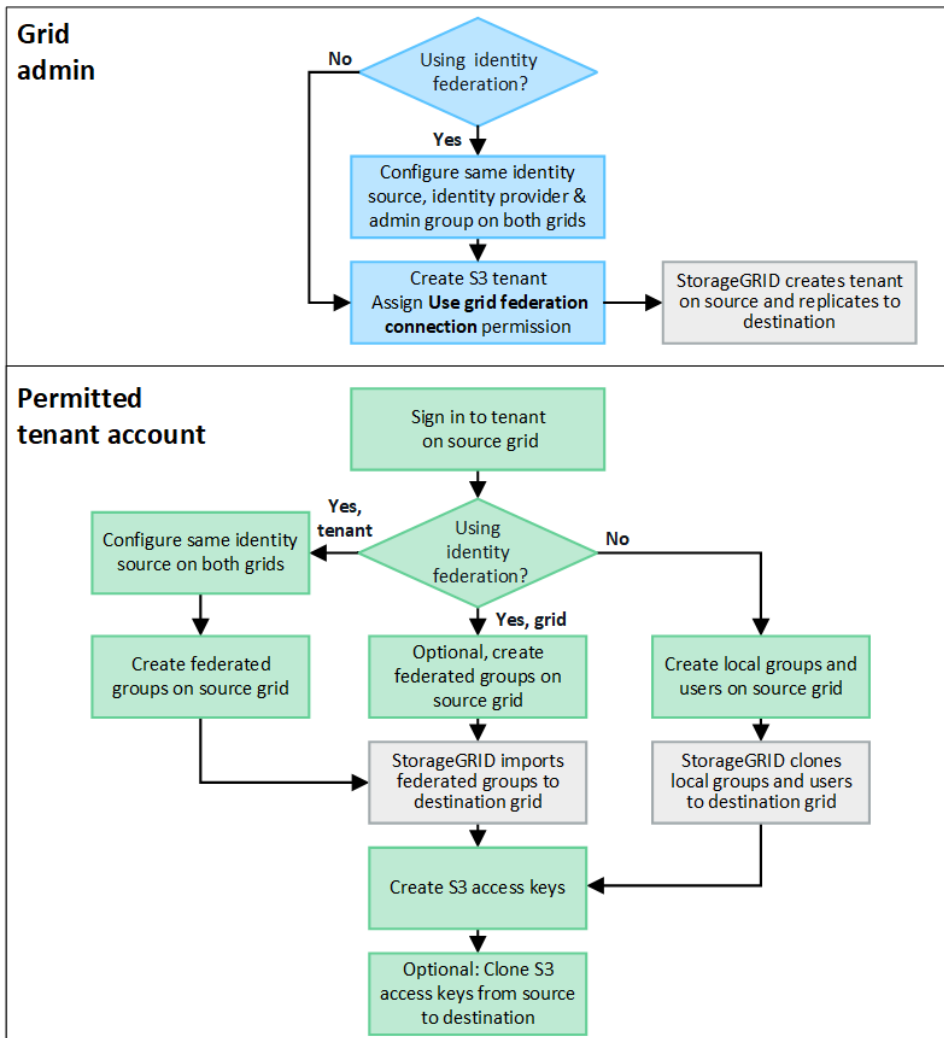 Grid
admin
No
Using identity
federation?
Yes
Configure same identity
source, identity provider &
admin group on both grids
Create S3 tenant
Assign Use grid federation
connection permission
StorageGRID creates tenant
on source and replicates to
destination
Permitted
tenant account
Sign in to tenant
on source grid
Yes,
tenant
Using
identity
federation?
No
Configure same identity
source on both grids
Yes, grid
Create federated
groups on source grid
Optional, create
federated groups on
source grid
Create local groups and
users on source grid
StorageGRID imports
federated groups to
destination grid
StorageGRID clones
local groups and users
to destination grid
Create S3 access keys
Optional: Clone S3
access keys from source
to destination